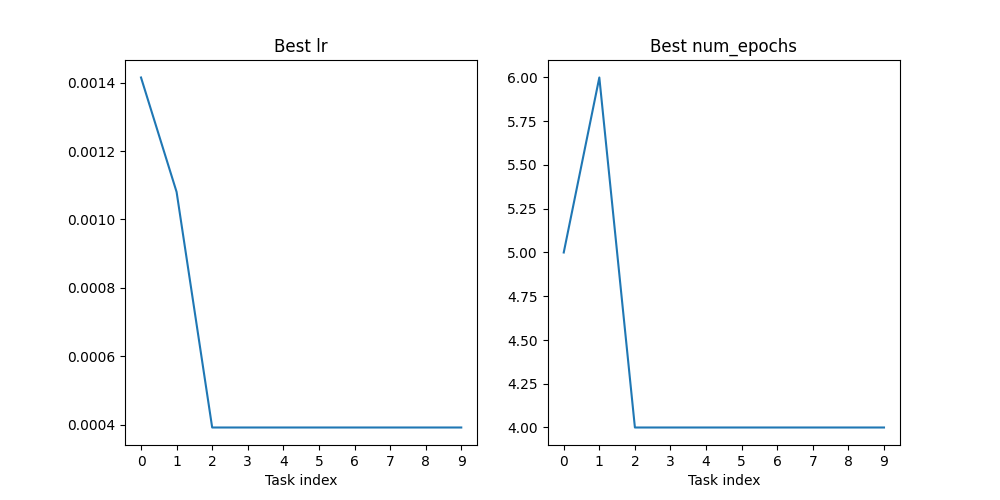 Best lr
0.0014
0.0012
0.0010
0.0008
0.0006
0.0004
0 1 2 3 4 5 6 7 8 9
Task index
Best num_epochs
6.00
5.75
5.50
5.25
5.00
4.75
4.50
4.25
4.00
0 1 2 3 4 5 6 7 8 9
Task index